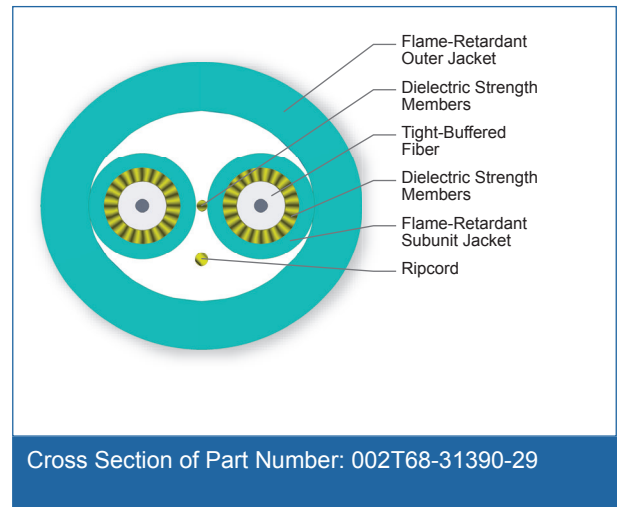 Flame-Retardant
Outer Jacket
Dielectric Strength
Members
Tight-Buffered
Fiber
Dielectric Strength
Members
Flame-Retardant
Subunit Jacket
Ripcord
Cross Section of Part Number: 002T68-31390-29